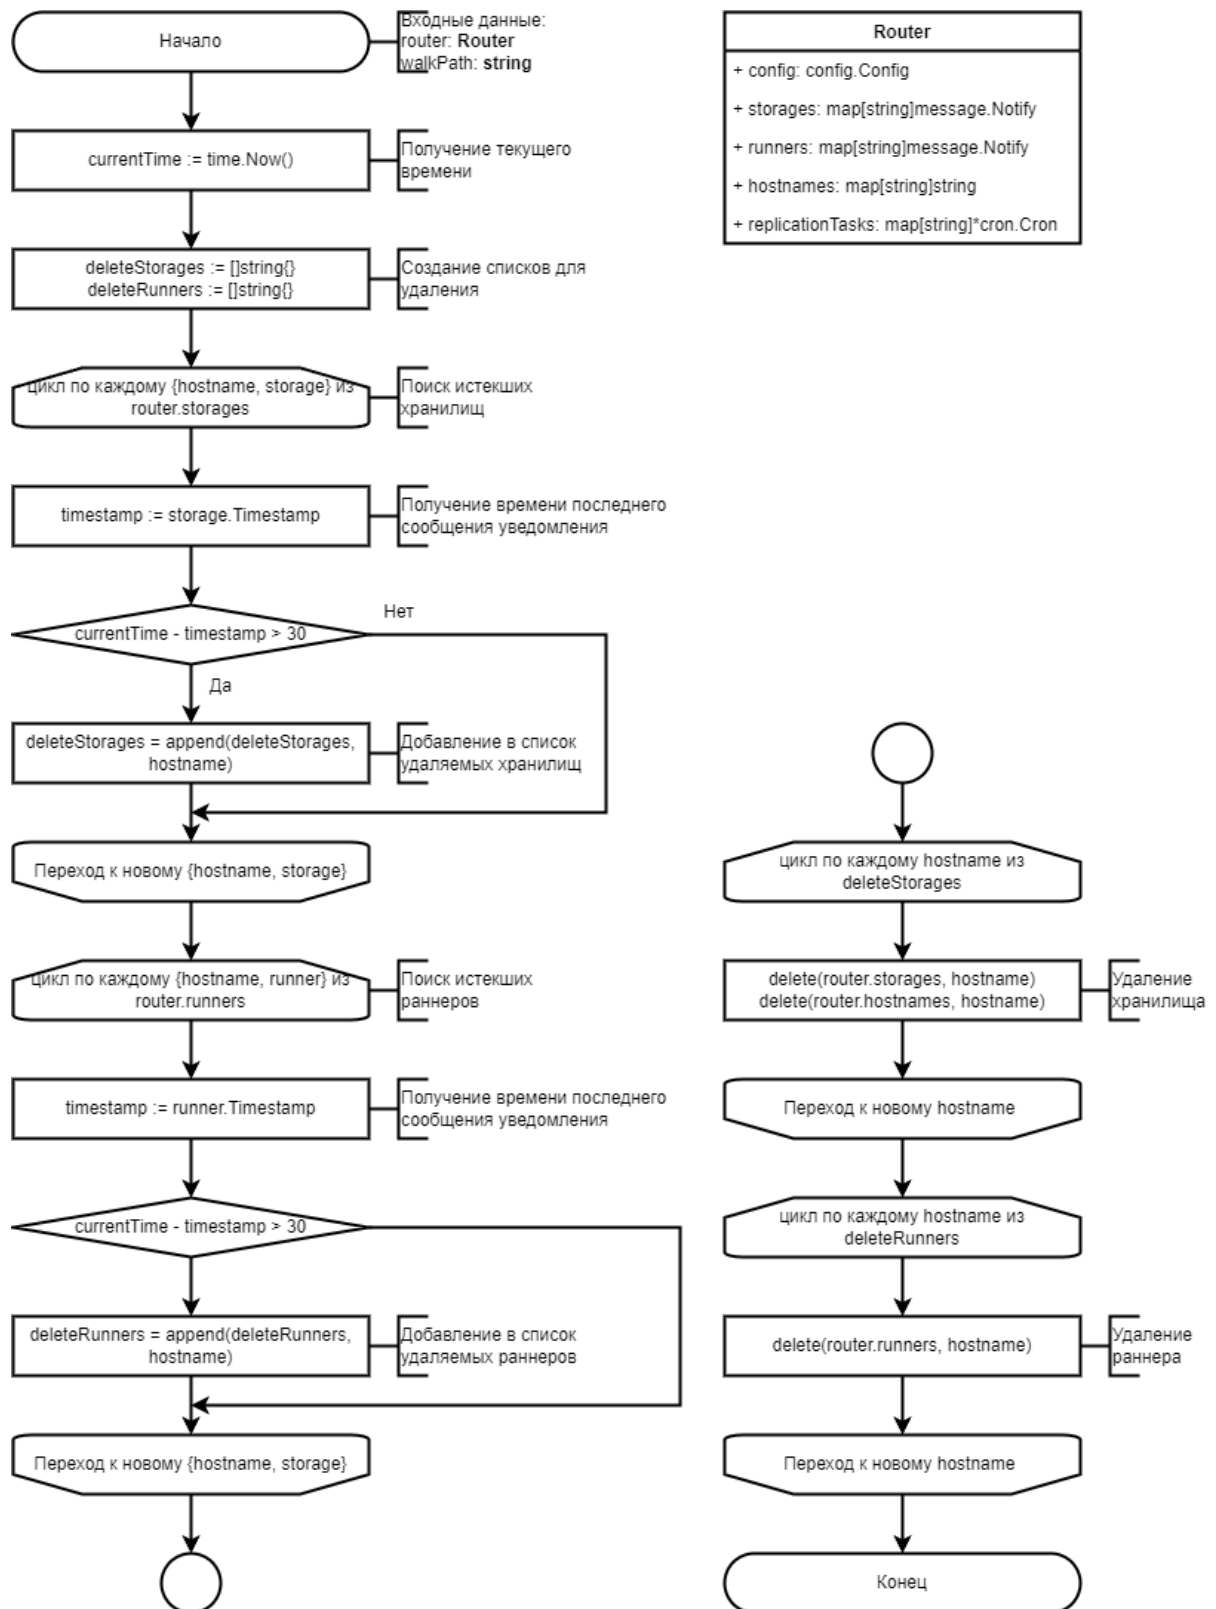 Начало
Входные данные:
router: Router
walkPath: string
currentTime := time.Now()
Получение текущего
времени
deleteStorages := []string{}
deleteRunners := []string{}
Создание списков для
удаления
цикл по каждому {hostname, storage} из
router.storages
Поиск истекших
хранилищ
timestamp := storage.Timestamp
Получение времени последнего
сообщения уведомления
currentTime - timestamp > 30
Нет
Да
deleteStorages = append(deleteStorages,
hostname)
Добавление в список
удаляемых хранилищ
Переход к новому {hostname, storage}
цикл по каждому {hostname, runner} из
router.runners
Поиск истекших
раннеров
timestamp := runner.Timestamp
Получение времени последнего
сообщения уведомления
currentTime - timestamp > 30
deleteRunners = append(deleteRunners,
hostname)
Добавление в список
удаляемых раннеров
Переход к новому {hostname, storage}
Router
+ config: config.Config
+ storages: map[string]message.Notify
+ runners: map[string]message.Notify
+ hostnames: map[string]string
+ replicationTasks: map[string]*cron.Cron
цикл по каждому hostname из
deleteStorages
delete(router.storages, hostname)
delete(router.hostnames, hostname)
Удаление
хранилища
Переход к новому hostname
цикл по каждому hostname из
deleteRunners
delete(router.runners, hostname)
Удаление
раннера
Переход к новому hostname
Конец